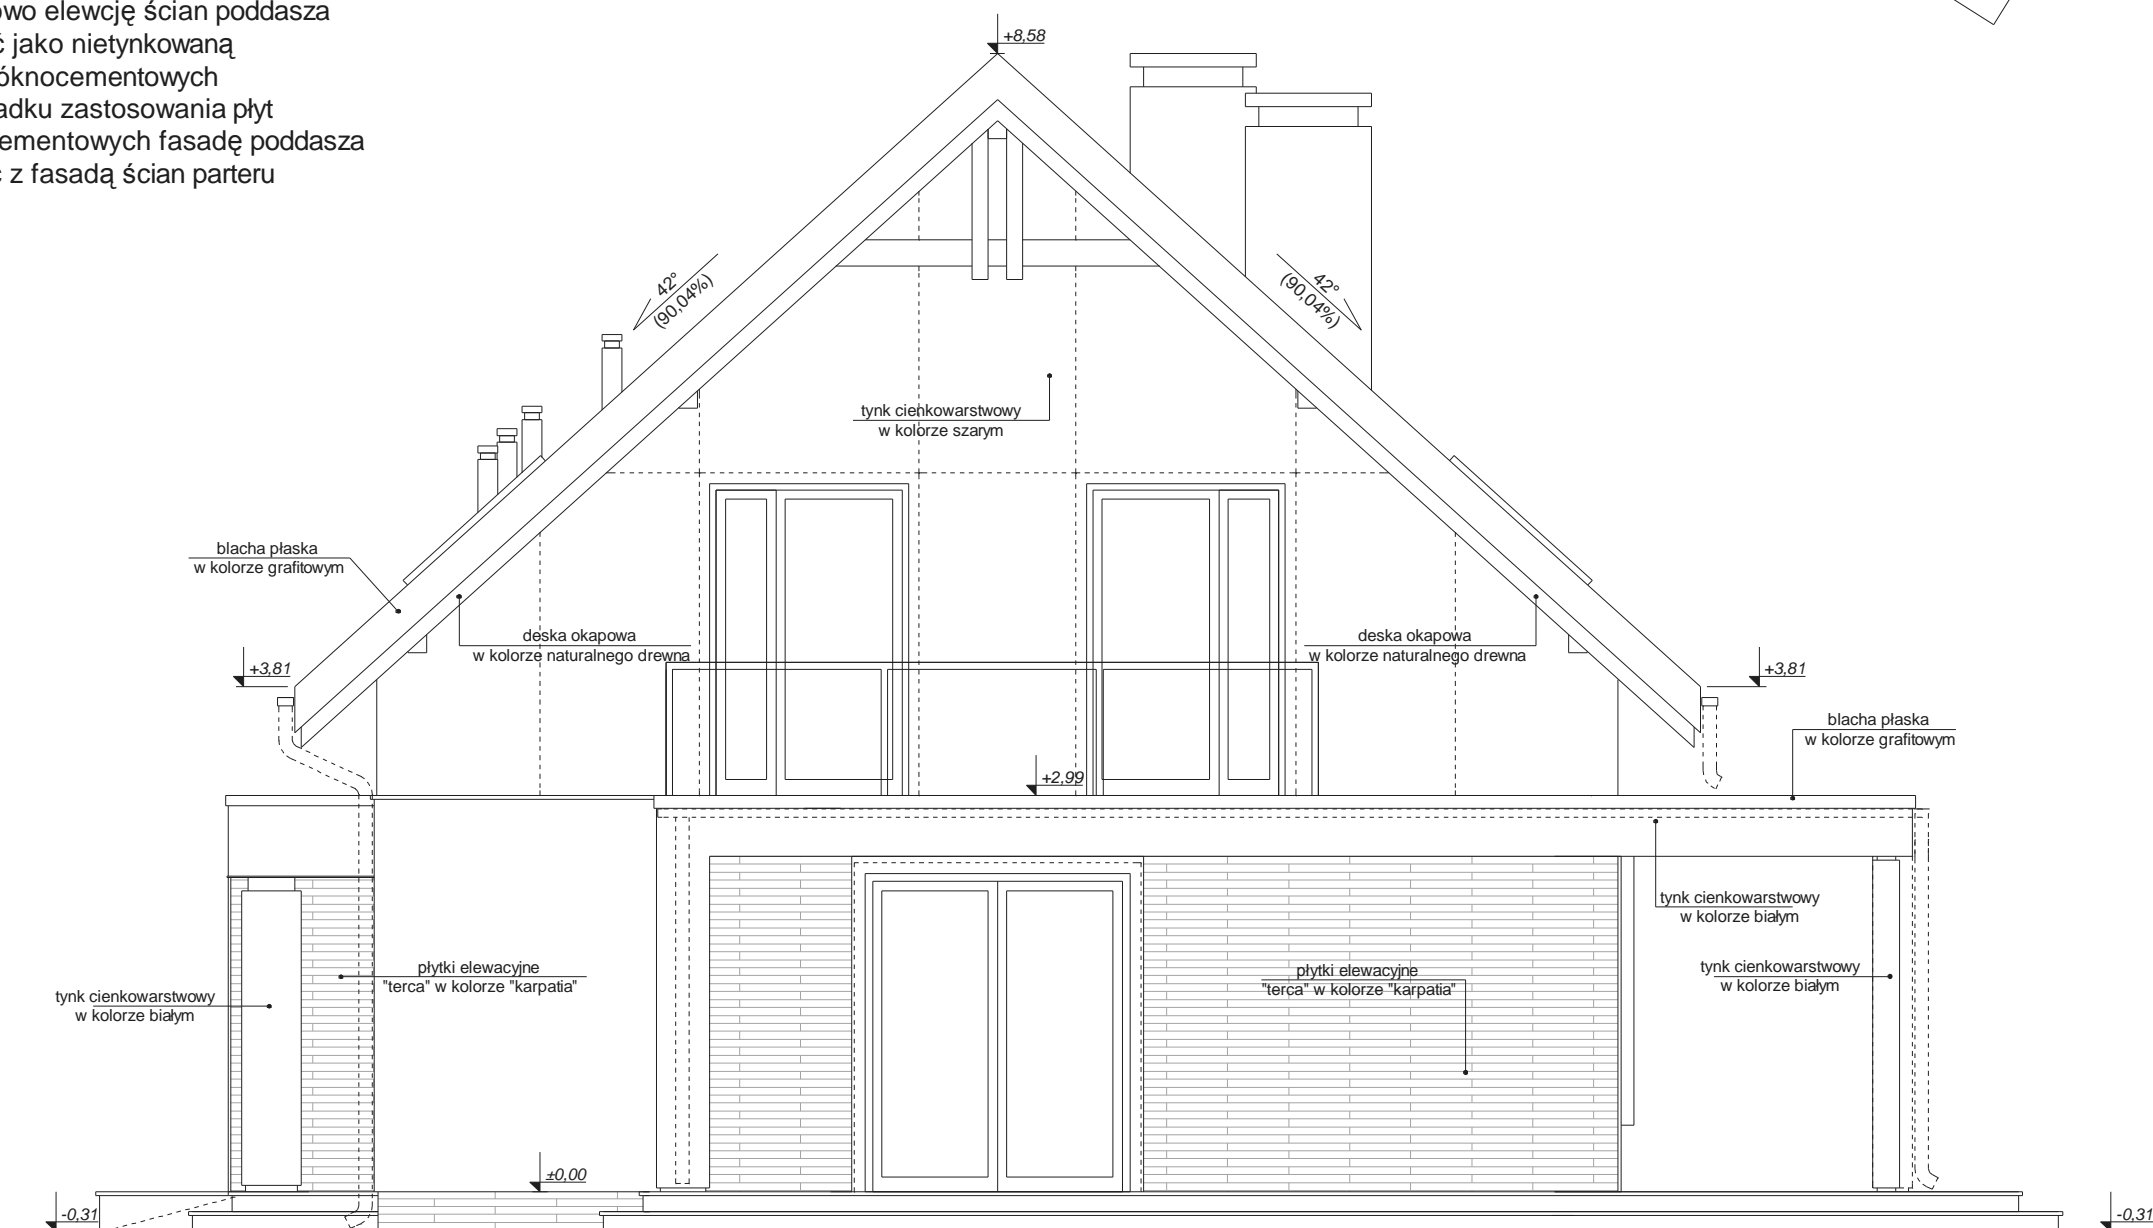 owo elewcję ścian poddasza
ć jako nietynkowaną
óknocementowych
adku zastosowania płyt
ementowych fasadę poddasza
ć z fasadą ścian parteru
+8,58
42°
(90,04%)
42°
(90,04%)
tynk cienkowarstwowy
w kolorze szarym
blacha płaska
w kolorze grafitowym
deska okapowa
w kolorze naturalnego drewna
deska okapowa
w kolorze naturalnego drewna
+3,81
+3,81
blacha płaska
w kolorze grafitowym
+2,99
tynk cienkowarstwowy
w kolorze białym
płytki elewacyjne
"terca" w kolorze "karpatia"
płytki elewacyjne
"terca" w kolorze "karpatia"
tynk cienkowarstwowy
w kolorze białym
tynk cienkowarstwowy
w kolorze białym
±0,00
-0,31
-0,31